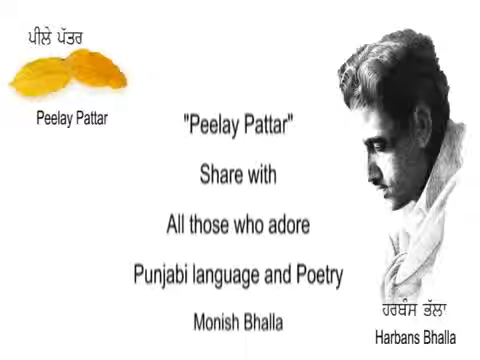 ਪੀਲੇ ਪੱਤਰ
Peelay Pattar
"Peelay Pattar"
Share with
All those who adore
Punjabi language and Poetry
Monish Bhalla
ਹਰਬੰਸ ਭੱਲਾ
Harbans Bhalla